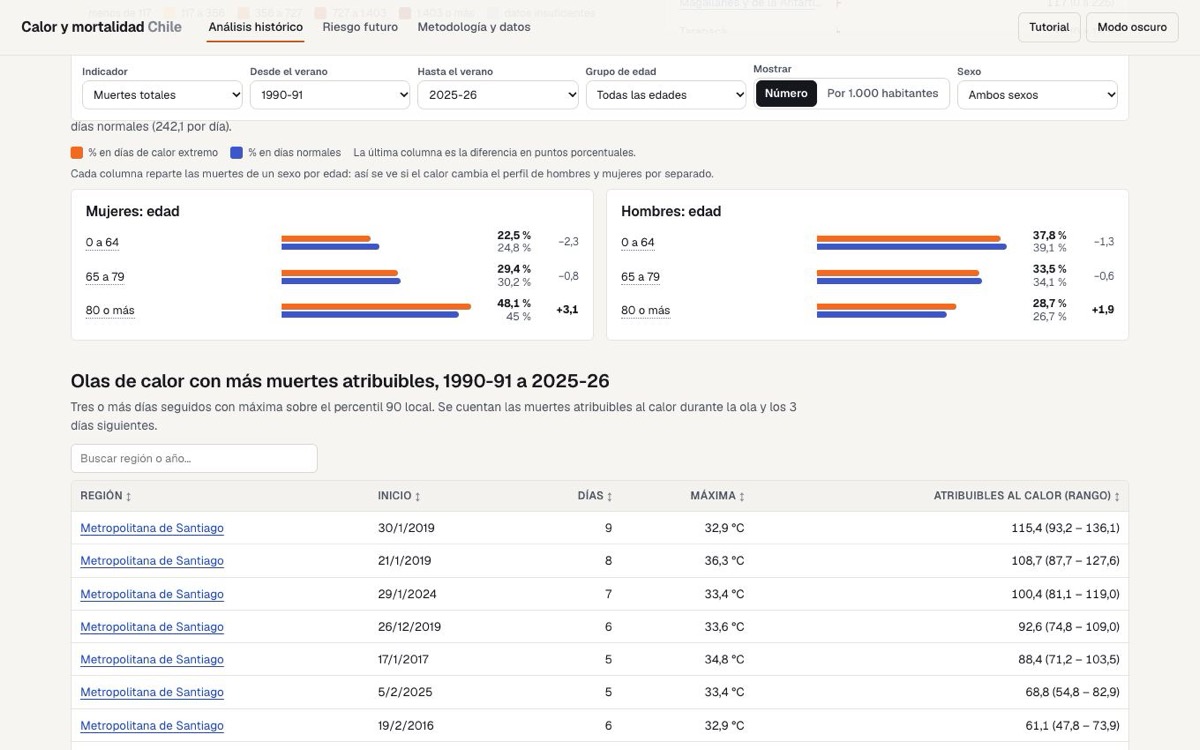 Calor y mortalidad Chile
Análisis histórico
Riesgo futuro
Metodología y datos
Tutorial
Modo oscuro
Indicador
Muertes totales
Desde el verano
1990-91
Hasta el verano
2025-26
Grupo de edad
Todas las edades
Mostrar
Número
Por 1.000 habitantes
Sexo
Ambos sexos
días normales (242,1 por día).
% en días de calor extremo
% en días normales
La última columna es la diferencia en puntos porcentuales.
Cada columna reparte las muertes de un sexo por edad: así se ve si el calor cambia el perfil de hombres y mujeres por separado.
Mujeres: edad
0 a 64
22,5 %
24,8 %
−2,3
65 a 79
29,4 %
30,2 %
−0,8
80 o más
48,1 %
45 %
+3,1
Hombres: edad
0 a 64
37,8 %
39,1 %
−1,3
65 a 79
33,5 %
34,1 %
−0,6
80 o más
28,7 %
26,7 %
+1,9
Olas de calor con más muertes atribuibles, 1990-91 a 2025-26
Tres o más días seguidos con máxima sobre el percentil 90 local. Se cuentan las muertes atribuibles al calor durante la ola y los 3
días siguientes.
Buscar región o año…
REGIÓN ↕ INICIO ↕ DÍAS ↕ MÁXIMA ↕ ATRIBUIBLES AL CALOR (RANGO) ↕
Metropolitana de Santiago 30/1/2019 9 32,9 °C 115,4 (93,2 – 136,1)
Metropolitana de Santiago 21/1/2019 8 36,3 °C 108,7 (87,7 – 127,6)
Metropolitana de Santiago 29/1/2024 7 33,4 °C 100,4 (81,1 – 119,0)
Metropolitana de Santiago 26/12/2019 6 33,6 °C 92,6 (74,8 – 109,0)
Metropolitana de Santiago 17/1/2017 5 34,8 °C 88,4 (71,2 – 103,5)
Metropolitana de Santiago 5/2/2025 5 33,4 °C 68,8 (54,8 – 82,9)
Metropolitana de Santiago 19/2/2016 6 32,9 °C 61,1 (47,8 – 73,9)